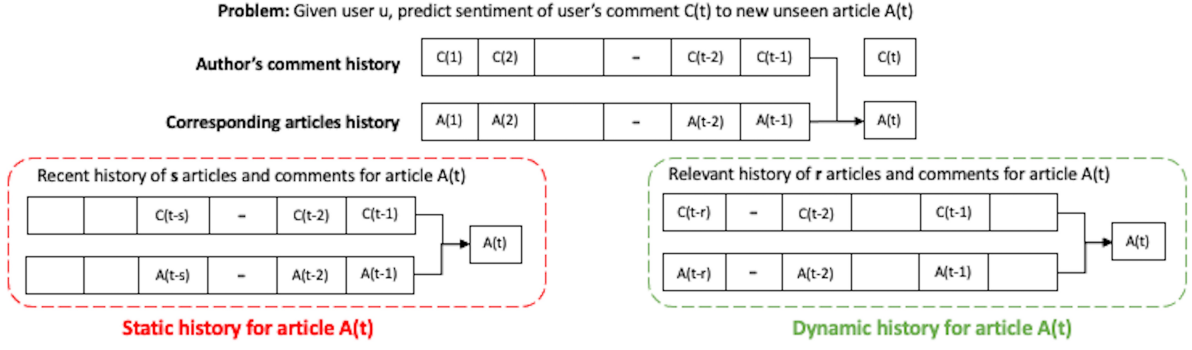 Problem: Given user u, predict sentiment of user's comment C(t) to new unseen article A(t)
Author's comment history C(1) C(2) - C(t-2) C(t-1) C(t)
Corresponding articles history A(1) A(2) - A(t-2) A(t-1) A(t)
Recent history of s articles and comments for article A(t)
C(t-s) - C(t-2) C(t-1)
A(t)
A(t-s) - A(t-2) A(t-1)
Static history for article A(t)
Relevant history of r articles and comments for article A(t)
C(t-r) - C(t-2) C(t-1)
A(t)
A(t-r) - A(t-2) A(t-1)
Dynamic history for article A(t)